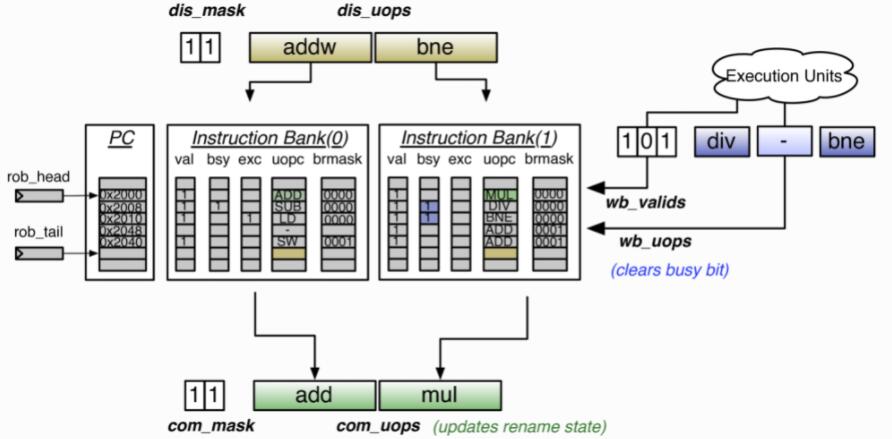 dis_mask dis_uops
1 1 addw bne
Execution Units
PC Instruction Bank(0) Instruction Bank(1)
1 0 1 div - bne
val bsy exc uopc brmask val bsy exc uopc brmask
rob_head
0x2000 1 ADD 0000 1 MUL 0000
0x2008 1 1 SUB 0000 1 1 DIV 0000
0x2010 1 1 LD 0000 1 1 BNE 0000
wb_valids
rob_tail
0x2048 - 1 ADD 0001
0x2040 1 SW 0001 1 ADD 0001
wb_uops
(clears busy bit)
1 1 add mul
com_mask com_uops (updates rename state)